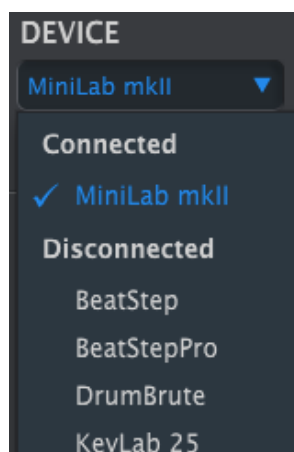 DEVICE
MiniLab mkII
Connected
MiniLab mkII
Disconnected
BeatStep
BeatStepPro
DrumBrute
KeyLab 25